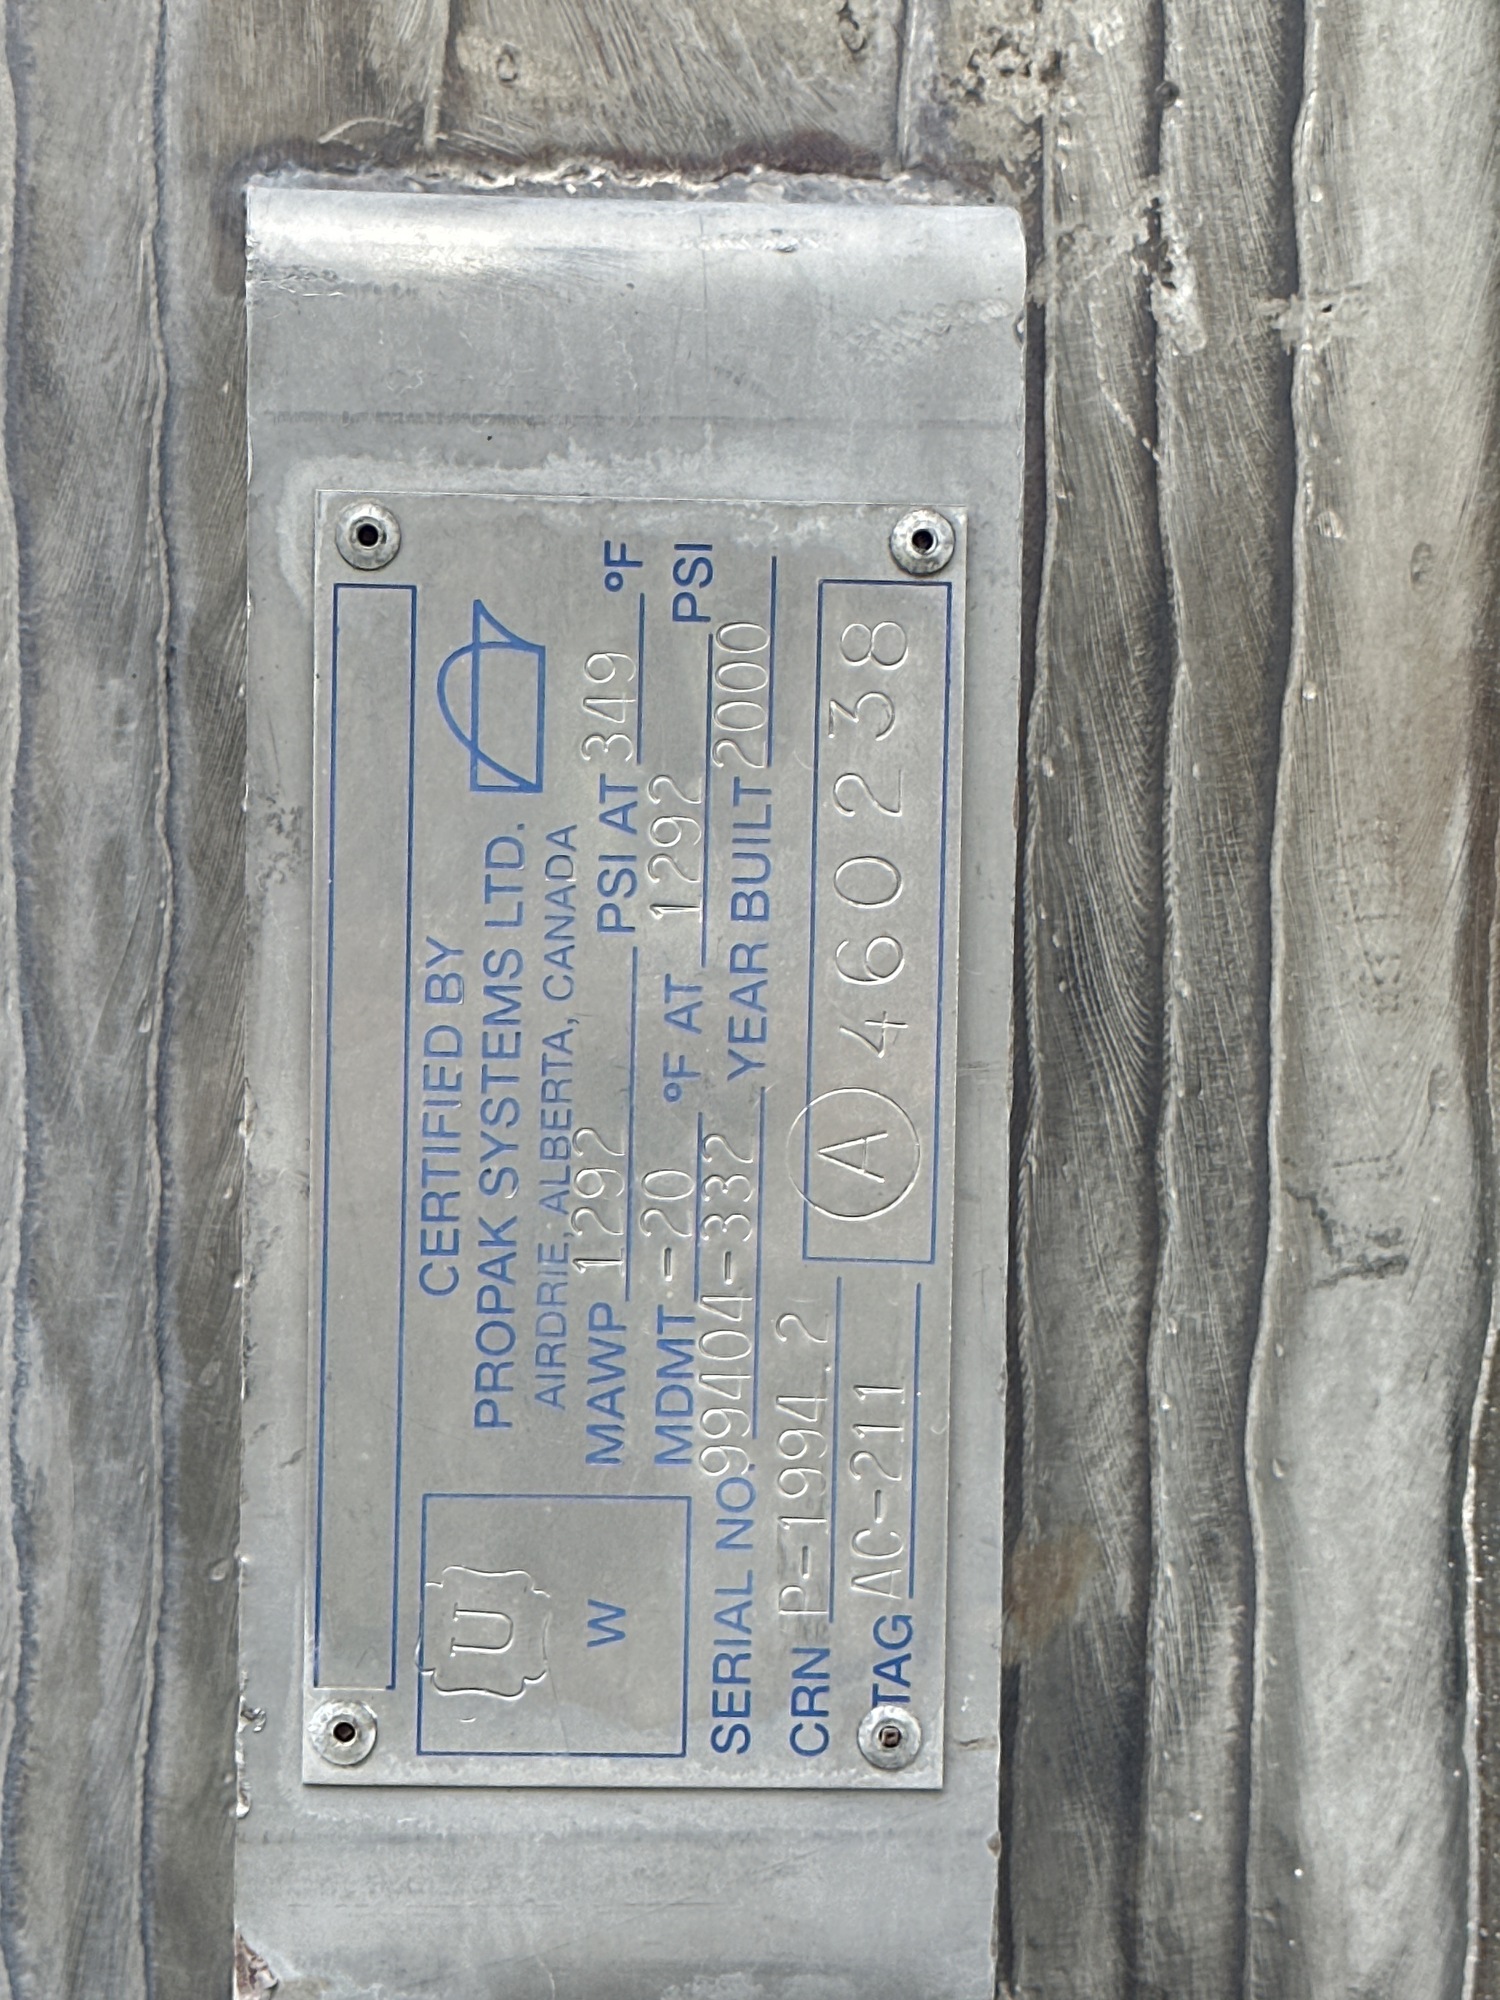 CERTIFIED BY
PROPAK SYSTEMS LTD.
AIRDRIE, ALBERTA, CANADA
U
W
MAWP 1292 PSI AT 349 °F
MDMT -20 °F AT 1292 PSI
SERIAL NO. 99404-332 YEAR BUILT 2000
CRN P-1994.2
TAG AC-211
A 460238